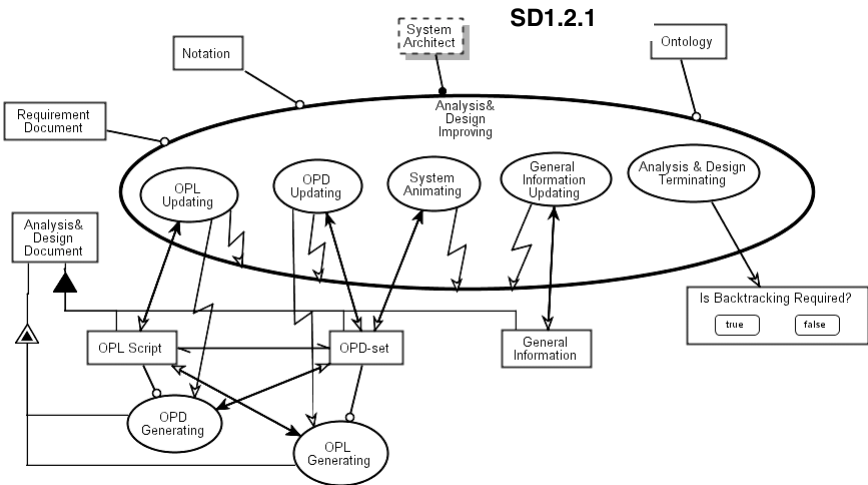 SD1.2.1
System
Architect
Notation
Ontology
Requirement
Document
Analysis&
Design
Improving
OPL
Updating
OPD
Updating
System
Animating
General
Information
Updating
Analysis & Design
Terminating
Analysis&
Design
Document
Is Backtracking Required?
true
false
OPL Script
OPD-set
General
Information
OPD
Generating
OPL
Generating